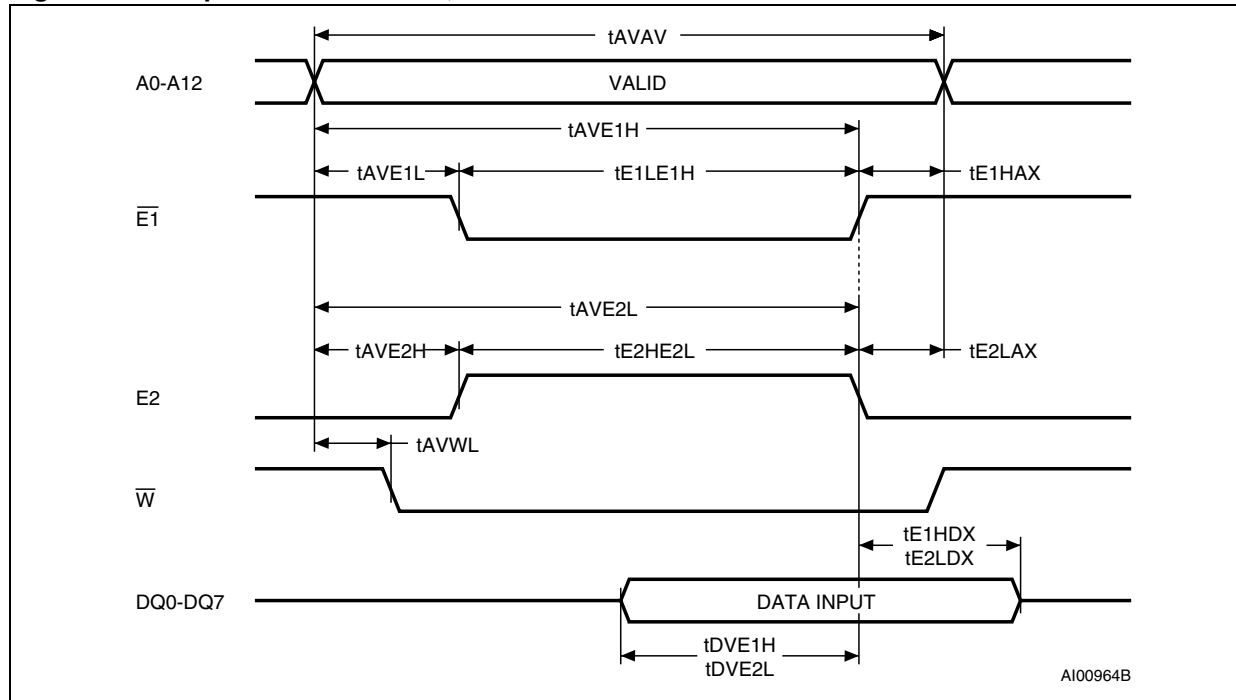 tAVAV
A0-A12
VALID
tAVE1H
tAVE1L
tE1LE1H
tE1HAX
E1
tAVE2L
tAVE2H
tE2HE2L
tE2LAX
E2
tAVWL
W
tE1HDX
tE2LDX
DQ0-DQ7
DATA INPUT
tDVE1H
tDVE2L
AI00964B